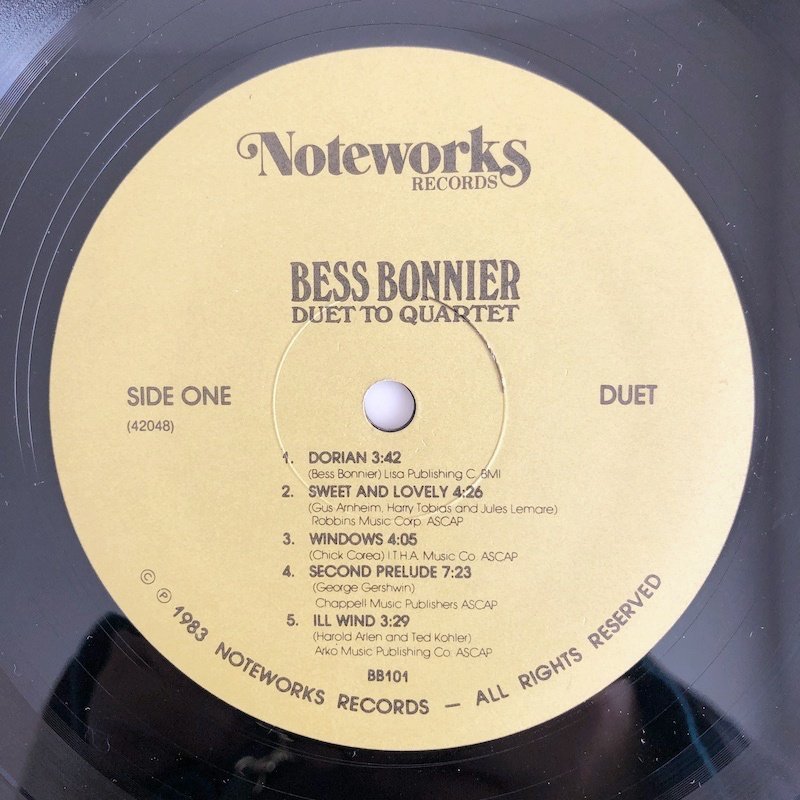 Noteworks
RECORDS
BESS BONNIER
DUET TO QUARTET
SIDE ONE
DUET
(42048)
1. DORIAN 3:42
(Bess Bonnier) Lisa Publishing C. BMI
2. SWEET AND LOVELY 4:26
(Gus Arnheim, Harry Tobias and Jules Lemare)
Robbins Music Corp. ASCAP
3. WINDOWS 4:05
(Chick Corea) I.T.H.A. Music Co. ASCAP
4. SECOND PRELUDE 7:23
(George Gershwin)
Chappell Music Publishers ASCAP
5. ILL WIND 3:29
(Harold Arlen and Ted Kohler)
Arko Music Publishing Co. ASCAP
BB101
© ℗ 1983 NOTEWORKS RECORDS — ALL RIGHTS RESERVED